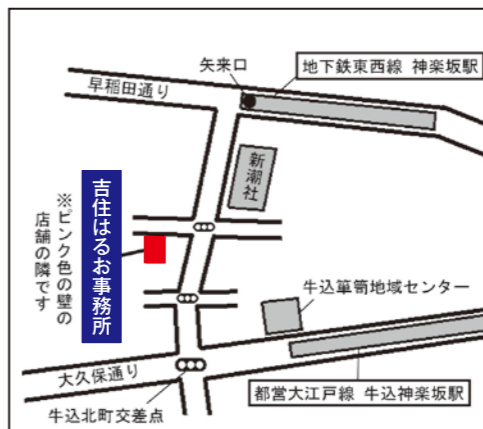 矢来口
地下鉄東西線 神楽坂駅
早稲田通り
新潮社
吉住はるお事務所
※ピンク色の壁の
店舗の隣です
牛込箪笥地域センター
大久保通り
都営大江戸線 牛込神楽坂駅
牛込北町交差点